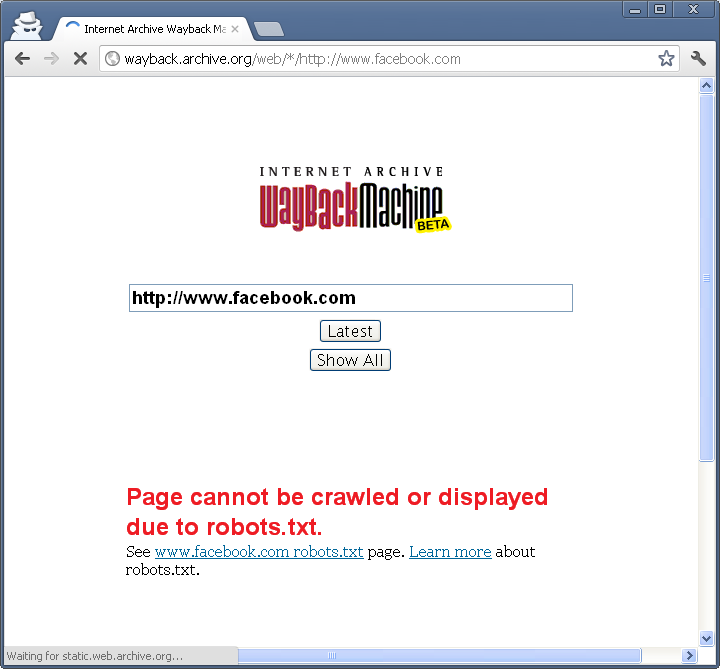 Internet Archive Wayback Ma
wayback.archive.org/web/*/http://www.facebook.com
INTERNET ARCHIVE
WayBackMachine
BETA
http://www.facebook.com
Latest
Show All
Page cannot be crawled or displayed
due to robots.txt.
See www.facebook.com robots.txt page. Learn more about
robots.txt.
Waiting for static.web.archive.org...